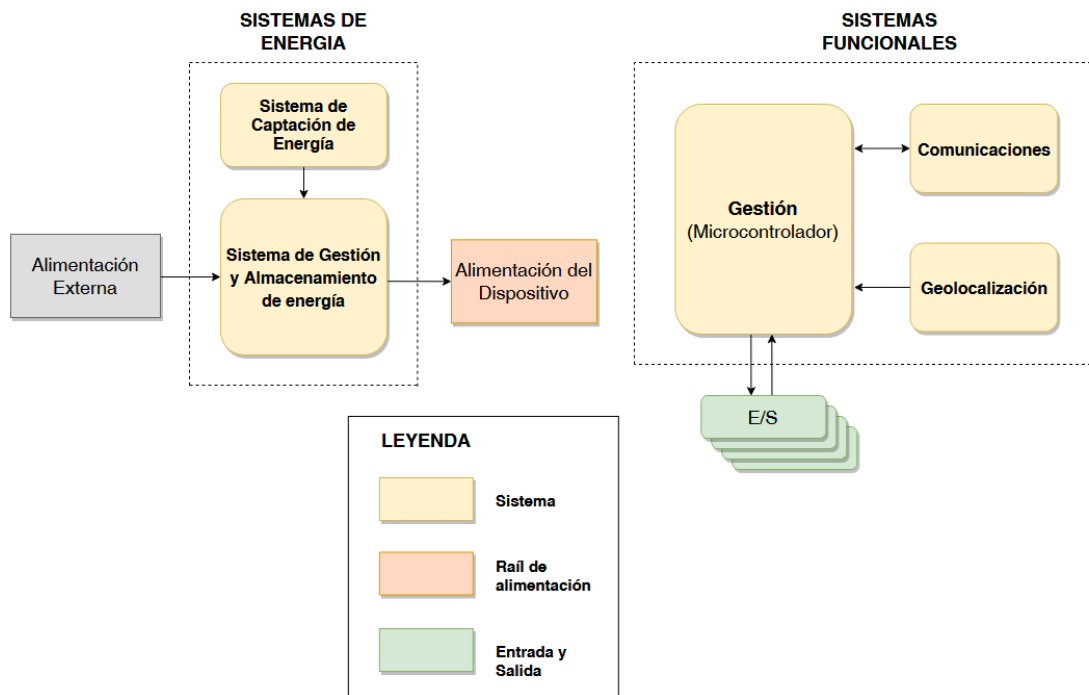 SISTEMAS DE
ENERGIA
Sistema de
Captación de
Energía
Sistema de Gestión
y Almacenamiento
de energía
Alimentación
Externa
Alimentación del
Dispositivo
SISTEMAS
FUNCIONALES
Gestión
(Microcontrolador)
Comunicaciones
Geolocalización
E/S
LEYENDA
Sistema
Raíl de
alimentación
Entrada y
Salida